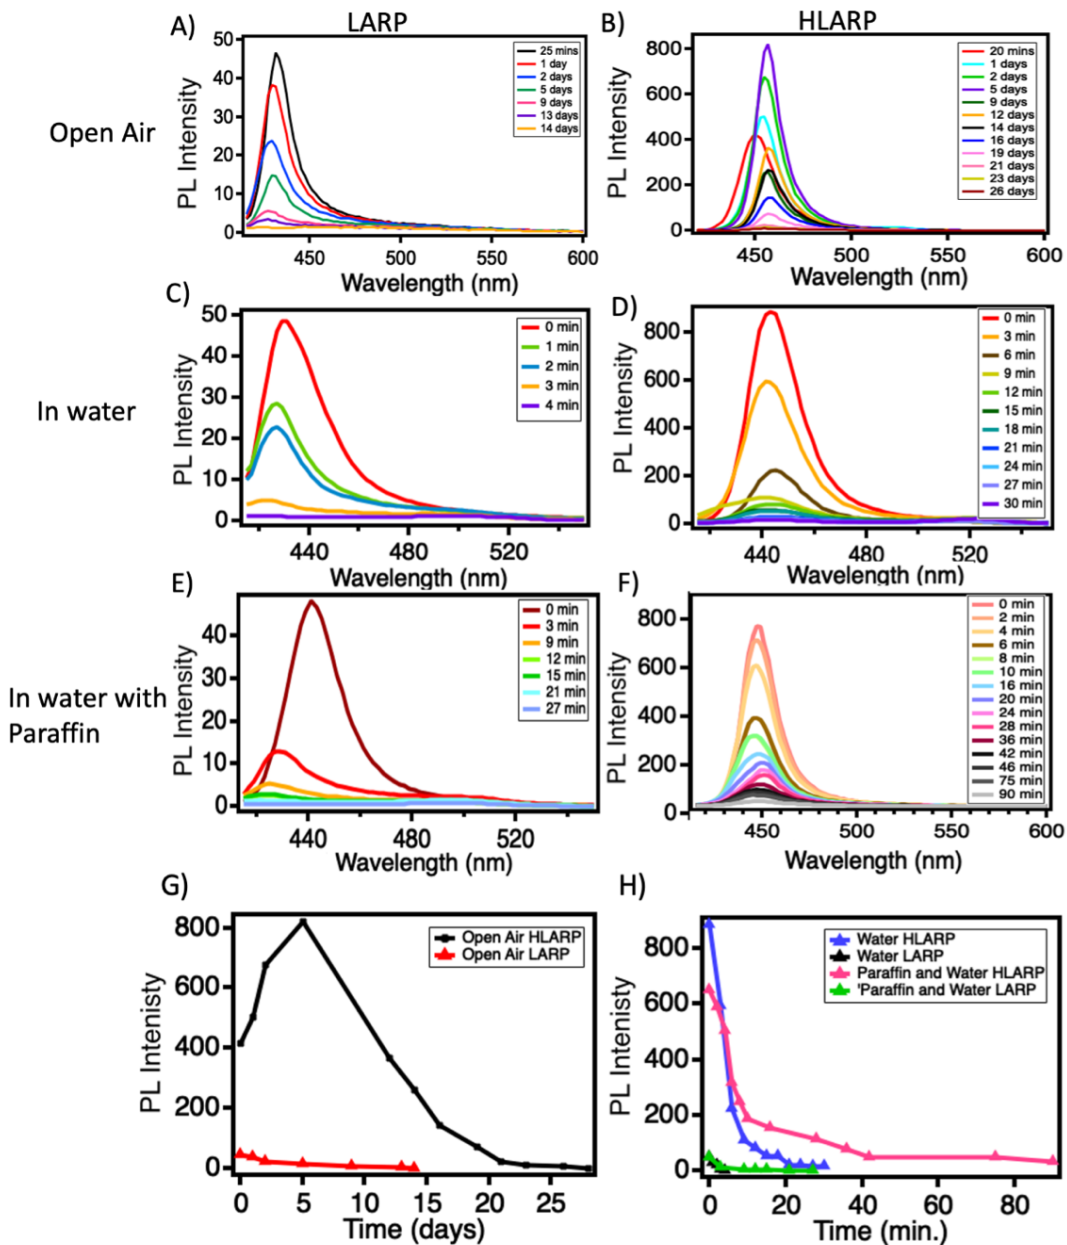 A)
LARP
B)
HLARP
Open Air
PL Intensity
50
40
30
20
10
0
25 mins
1 day
2 days
5 days
9 days
13 days
14 days
450
500
550
600
Wavelength (nm)
PL Intensity
800
600
400
200
0
20 mins
1 days
2 days
5 days
9 days
12 days
14 days
16 days
19 days
21 days
23 days
26 days
450
500
550
600
Wavelength (nm)
C)
In water
PL Intensity
50
40
30
20
10
0
0 min
1 min
2 min
3 min
4 min
440
480
520
Wavelength (nm)
D)
PL Intensity
800
600
400
200
0
0 min
3 min
6 min
9 min
12 min
15 min
18 min
21 min
24 min
27 min
30 min
440
480
520
Wavelength (nm)
E)
In water with
Paraffin
PL Intensity
40
30
20
10
0
0 min
3 min
9 min
12 min
15 min
21 min
27 min
440
480
520
Wavelength (nm)
F)
PL Intensity
800
600
400
200
0
0 min
2 min
4 min
6 min
8 min
10 min
16 min
20 min
24 min
28 min
36 min
42 min
46 min
75 min
90 min
450
500
550
600
Wavelength (nm)
G)
PL Intenisty
800
600
400
200
0
Open Air HLARP
Open Air LARP
0
5
10
15
20
25
Time (days)
H)
PL Intensity
800
600
400
200
0
Water HLARP
Water LARP
Paraffin and Water HLARP
'Paraffin and Water LARP
0
20
40
60
80
Time (min.)